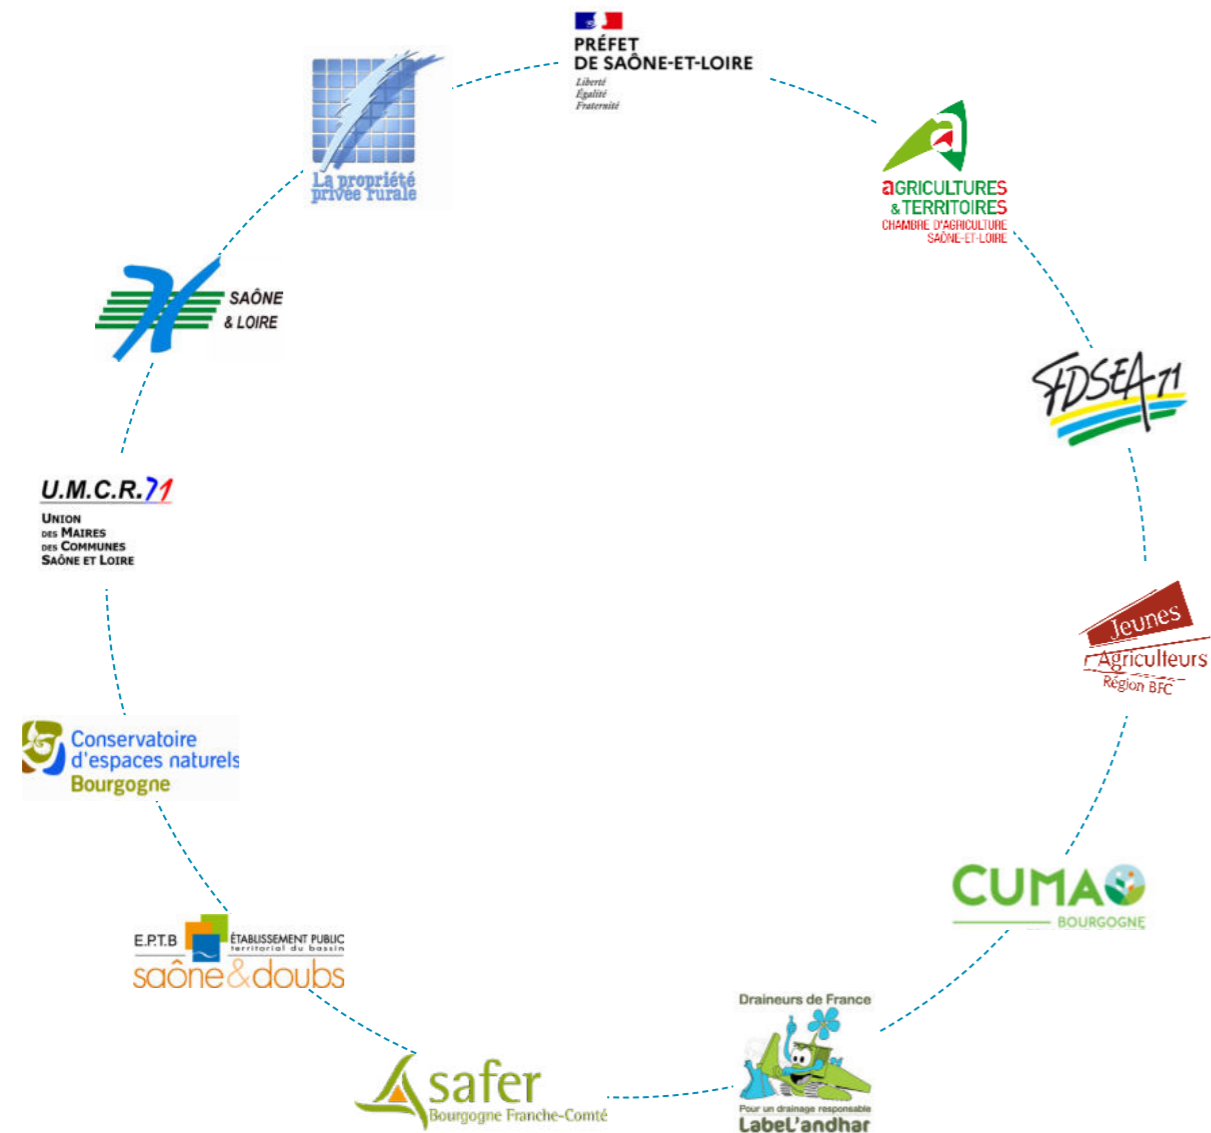 PRÉFET
DE SAÔNE-ET-LOIRE
Liberté
Égalité
Fraternité
La propriété
privée rurale
a
aGRICULTURES
& TERRITOIRES
CHAMBRE D'AGRICULTURE
SAÔNE-ET-LOIRE
SAÔNE
& LOIRE
FDSEA 71
U.M.C.R.71
UNION
DES MAIRES
DES COMMUNES
SAÔNE ET LOIRE
Jeunes
Agriculteurs
Région BFC
Conservatoire
d'espaces naturels
Bourgogne
CUMA
BOURGOGNE
E.P.T.B
ÉTABLISSEMENT PUBLIC
territorial du bassin
saône&doubs
Draineurs de France
Pour un drainage responsable
LabeL'andhar
safer
Bourgogne Franche-Comté